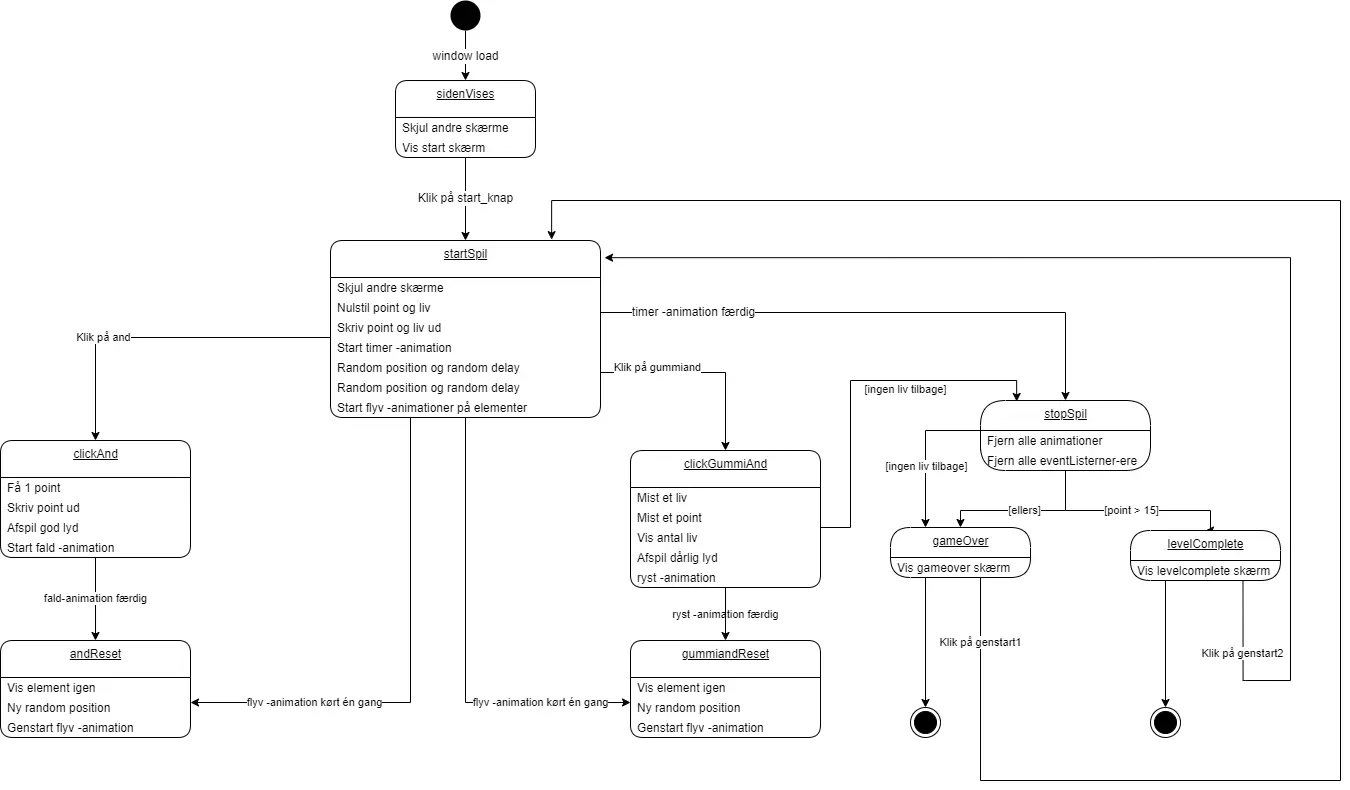 window load
sidenVises
Skjul andre skærme
Vis start skærm
Klik på start_knap
startSpil
Skjul andre skærme
Nulstil point og liv
Skriv point og liv ud
Start timer -animation
Random position og random delay
Random position og random delay
Start flyv -animationer på elementer
Klik på and
timer -animation færdig
Klik på gummiand
clickAnd
Få 1 point
Skriv point ud
Afspil god lyd
Start fald -animation
fald-animation færdig
andReset
Vis element igen
Ny random position
Genstart flyv -animation
flyv -animation kørt én gang
flyv -animation kørt én gang
clickGummiAnd
Mist et liv
Mist et point
Vis antal liv
Afspil dårlig lyd
ryst -animation
ryst -animation færdig
gummiandReset
Vis element igen
Ny random position
Genstart flyv -animation
[ingen liv tilbage]
stopSpil
Fjern alle animationer
Fjern alle eventListerner-ere
[ingen liv tilbage]
[ellers]
[point > 15]
gameOver
Vis gameover skærm
levelComplete
Vis levelcomplete skærm
Klik på genstart1
Klik på genstart2